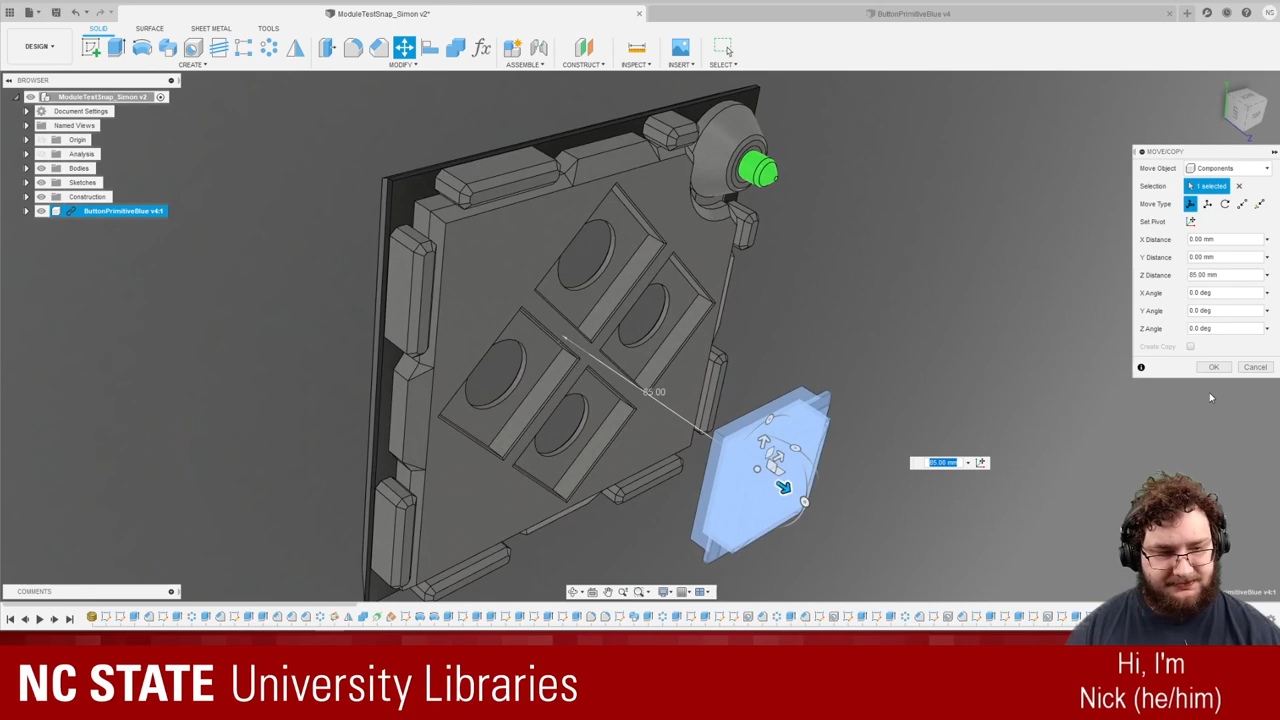 ModuleTestSnap_Simon v2*
ButtonPrimitiveBlue v4
NS
DESIGN
SOLID
SURFACE
SHEET METAL
TOOLS
CREATE
MODIFY
ASSEMBLE
CONSTRUCT
INSPECT
INSERT
SELECT
BROWSER
ModuleTestSnap_Simon v2
Document Settings
Named Views
Origin
Analysis
Bodies
Sketches
Construction
ButtonPrimitiveBlue v4:1
MOVE/COPY
Move Object Components
Selection 1 selected
Move Type
Set Pivot
X Distance 0.00 mm
Y Distance 0.00 mm
Z Distance 85.00 mm
X Angle 0.0 deg
Y Angle 0.0 deg
Z Angle 0.0 deg
Create Copy
OK Cancel
85.00
85.00 mm
COMMENTS
NC STATE University Libraries
Hi, I'm
Nick (he/him)